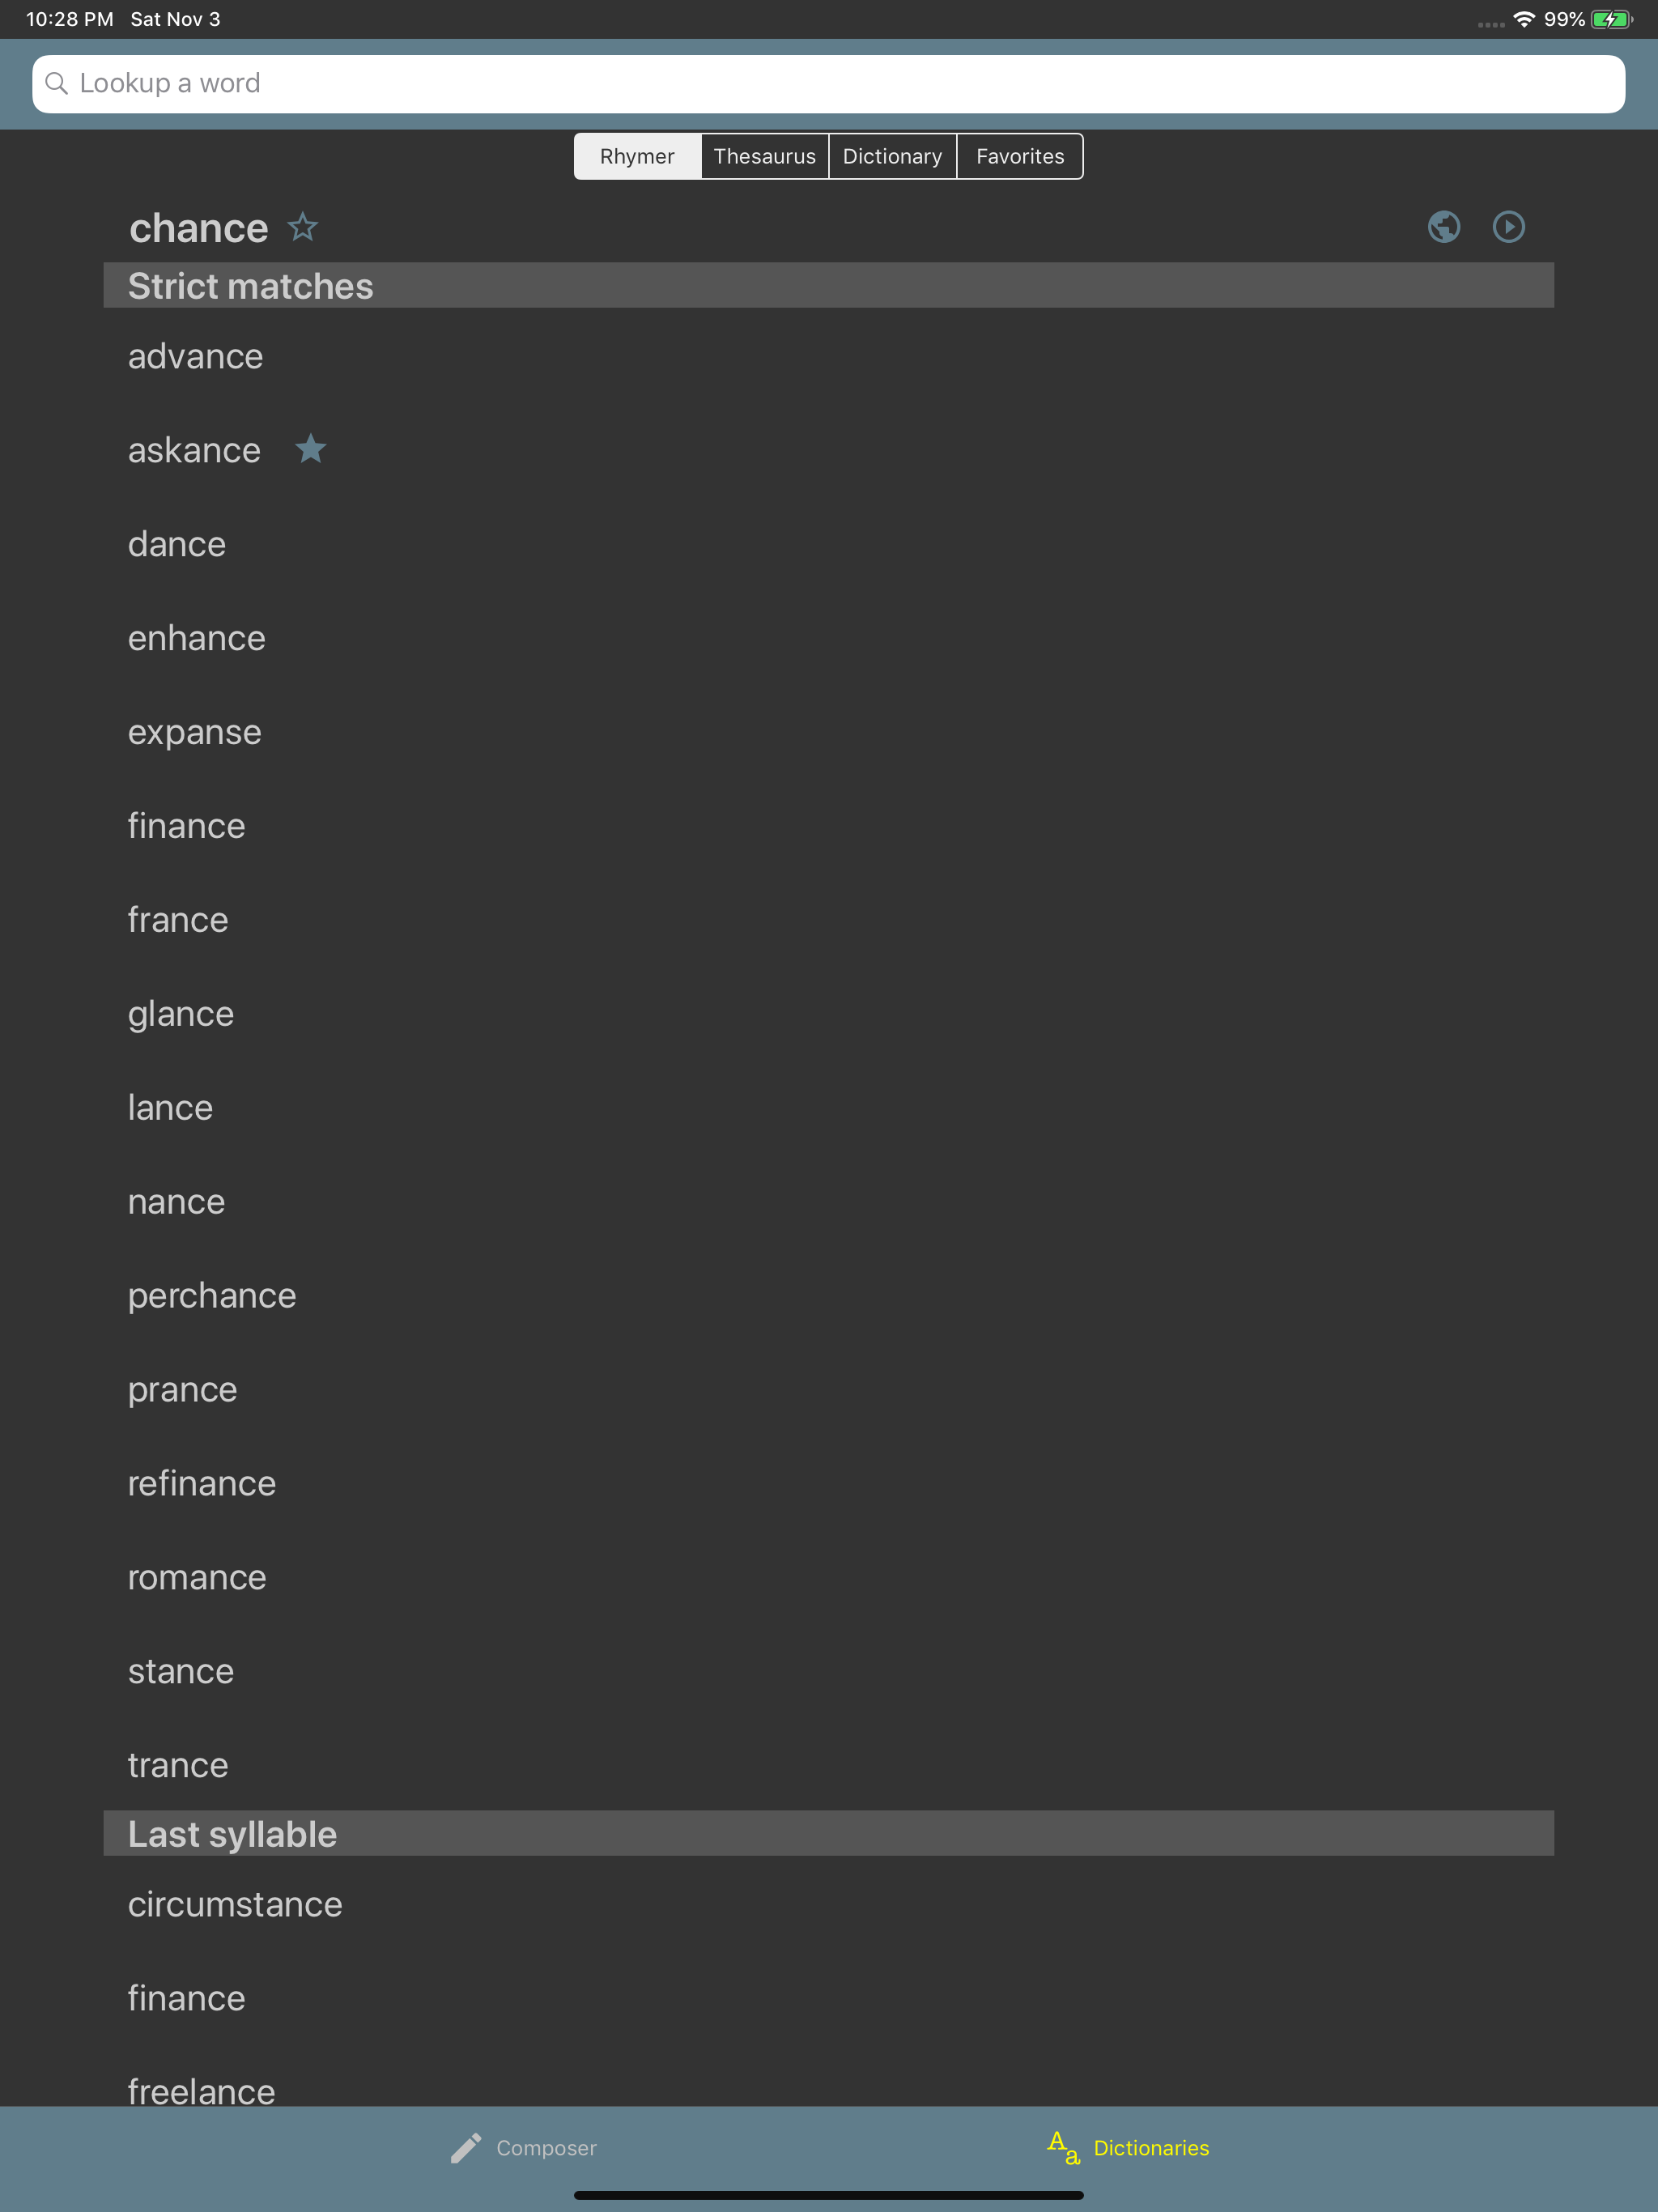 10:28 PM Sat Nov 3 99%
Lookup a word
Rhymer Thesaurus Dictionary Favorites
chance
Strict matches
advance
askance
dance
enhance
expanse
finance
france
glance
lance
nance
perchance
prance
refinance
romance
stance
trance
Last syllable
circumstance
finance
freelance
Composer Aa Dictionaries